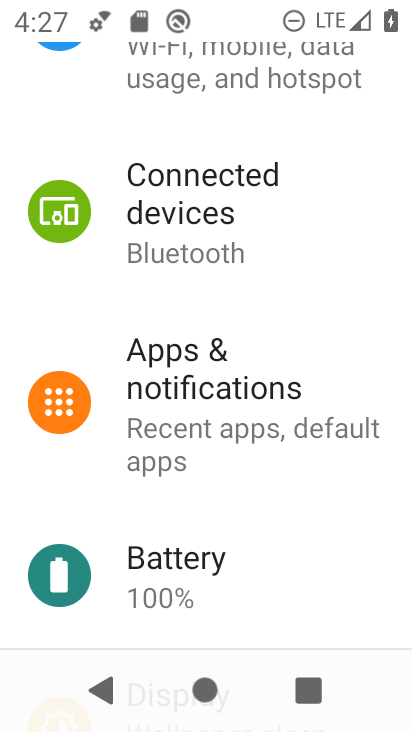 4:27 LTE
Wi-Fi, mobile, data
usage, and hotspot
Connected
devices
Bluetooth
Apps &
notifications
Recent apps, default
apps
Battery
100%
Display